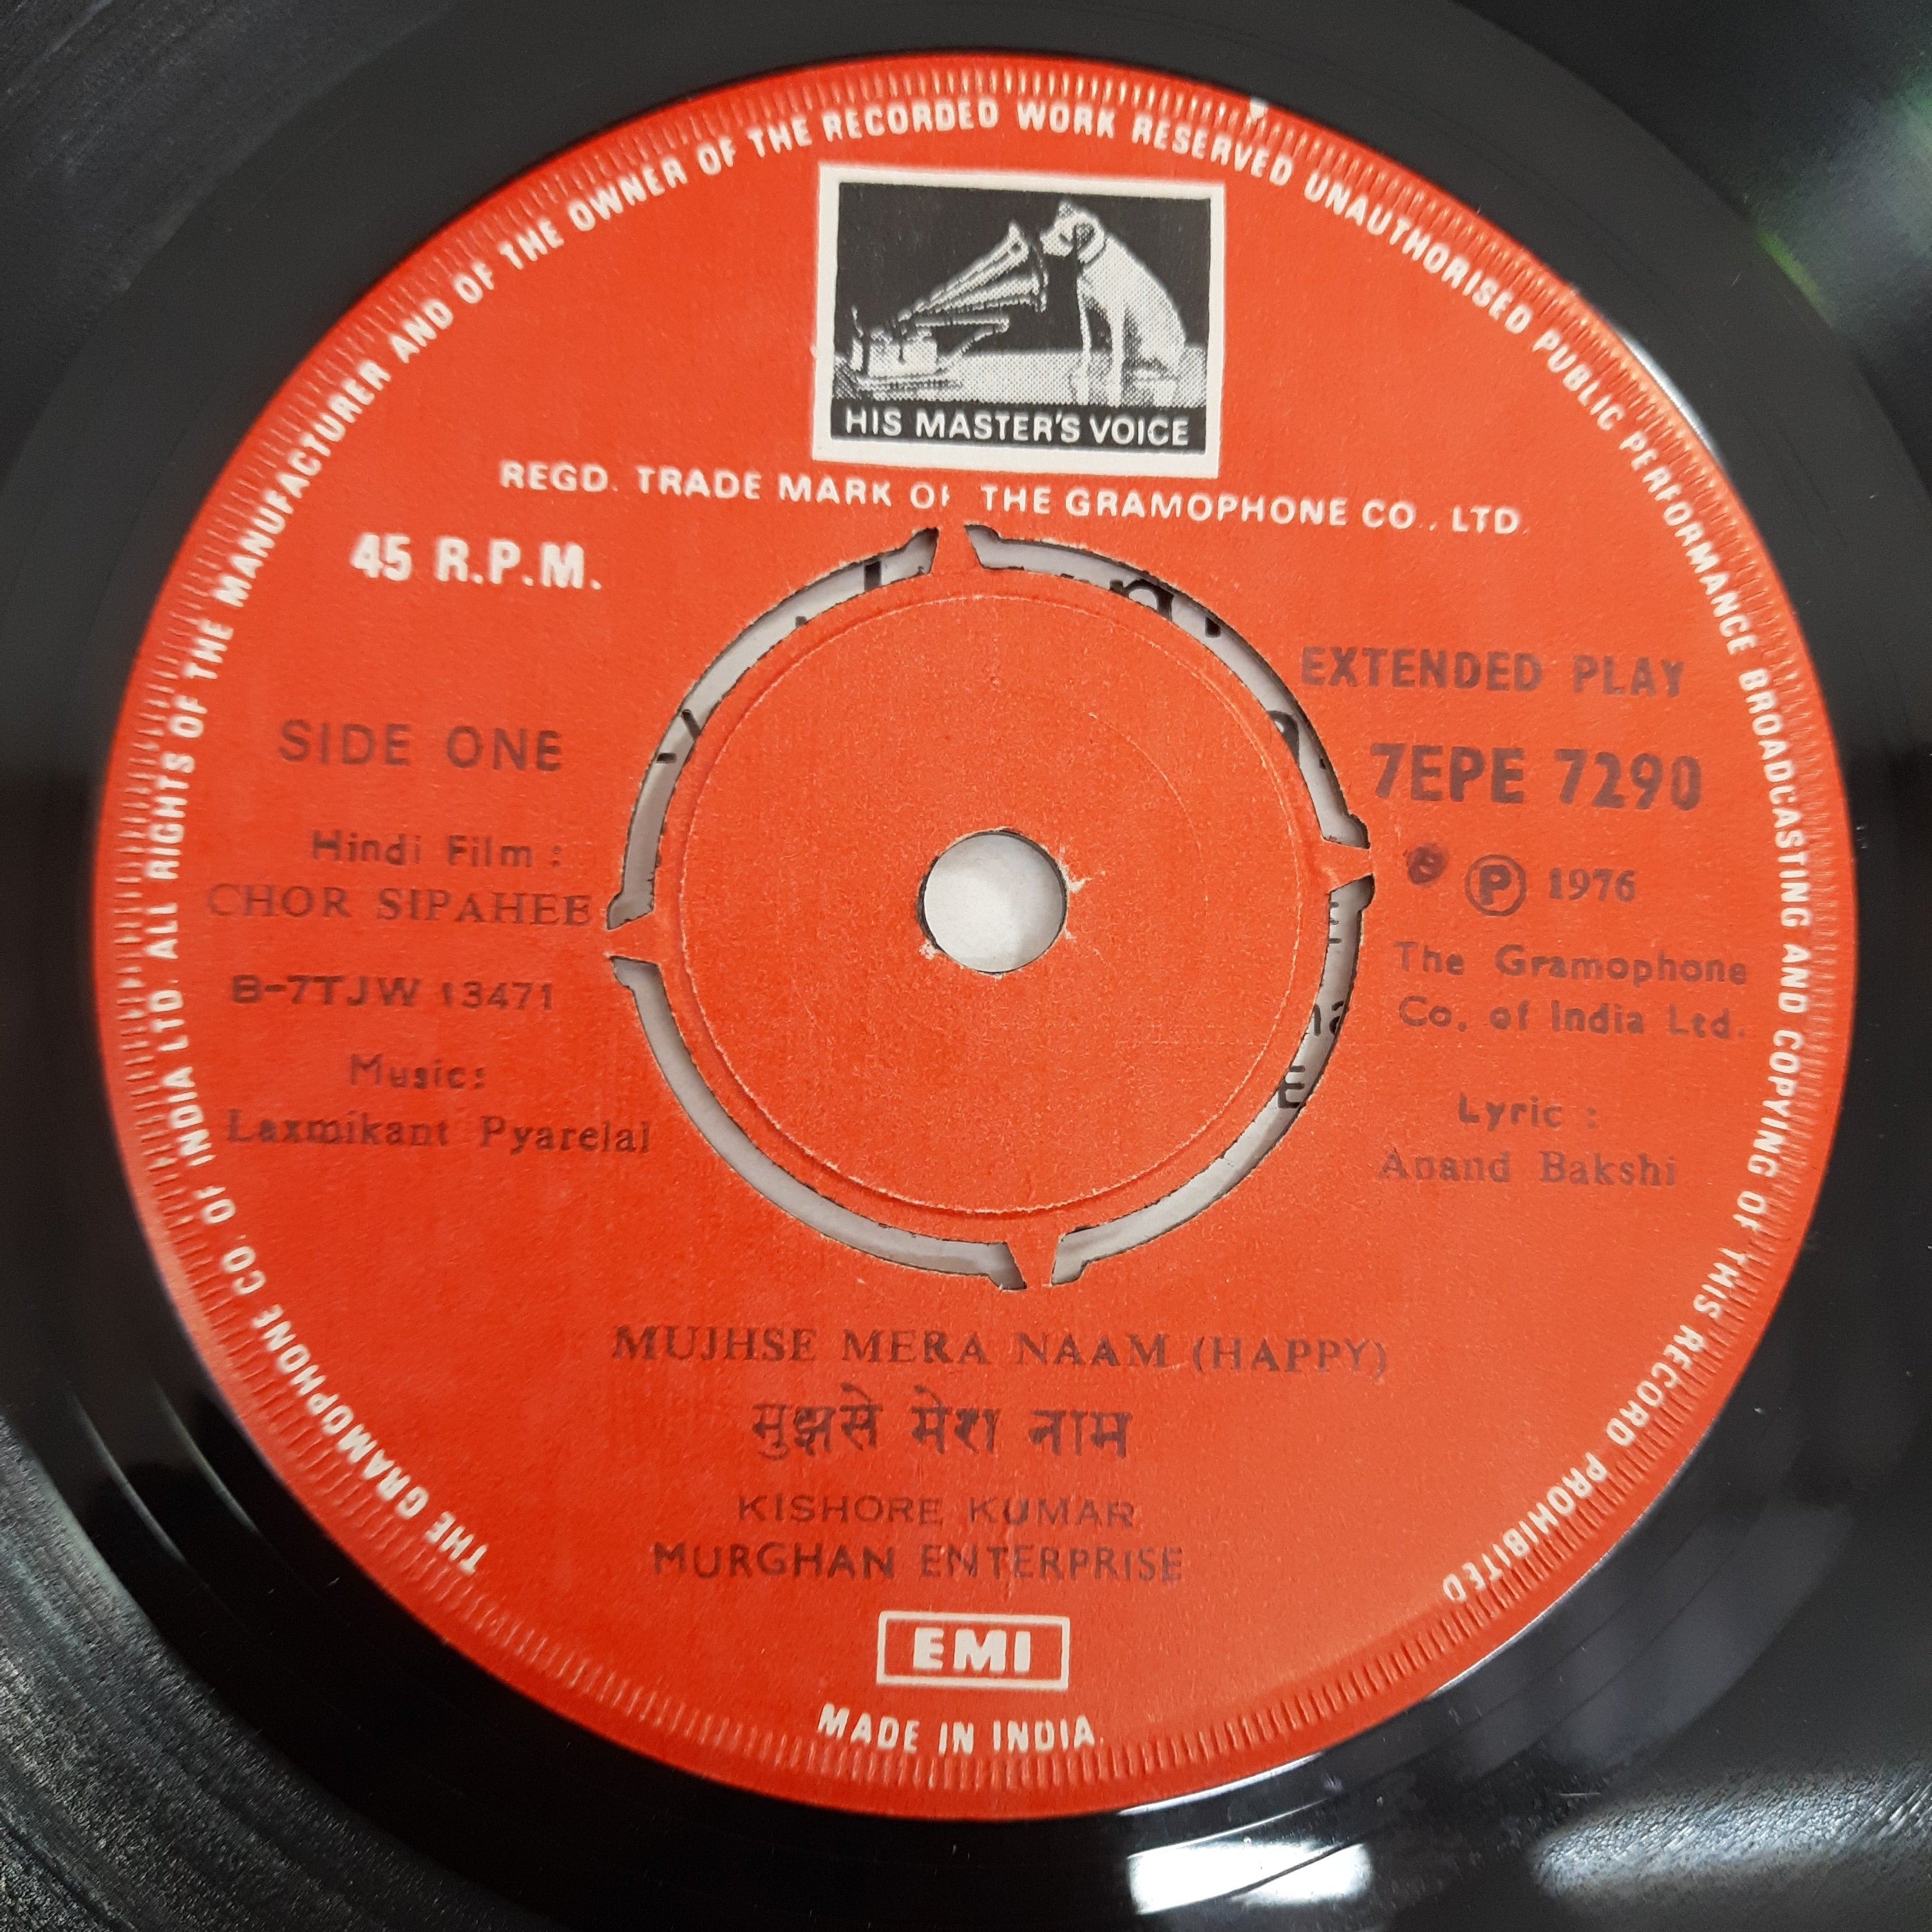 THE GRAMOPHONE CO. OF INDIA LTD. ALL RIGHTS OF THE MANUFACTURER AND OF THE OWNER OF THE RECORDED WORK RESERVED UNAUTHORISED PUBLIC PERFORMANCE BROADCASTING AND COPYING OF THIS RECORD PROHIBITED
HIS MASTER'S VOICE
REGD. TRADE MARK OF THE GRAMOPHONE CO., LTD.
45 R.P.M.
SIDE ONE
Hindi Film :
CHOR SIPAHEE
B-7TJW 13471
Music:
Laxmikant Pyarelal
EXTENDED PLAY
7EPE 7290
Ⓟ 1976
The Gramophone
Co. of India Ltd.
Lyric :
Anand Bakshi
MUJHSE MERA NAAM (HAPPY)
मुझसे मेरा नाम
KISHORE KUMAR
MURGHAN ENTERPRISE
EMI
MADE IN INDIA